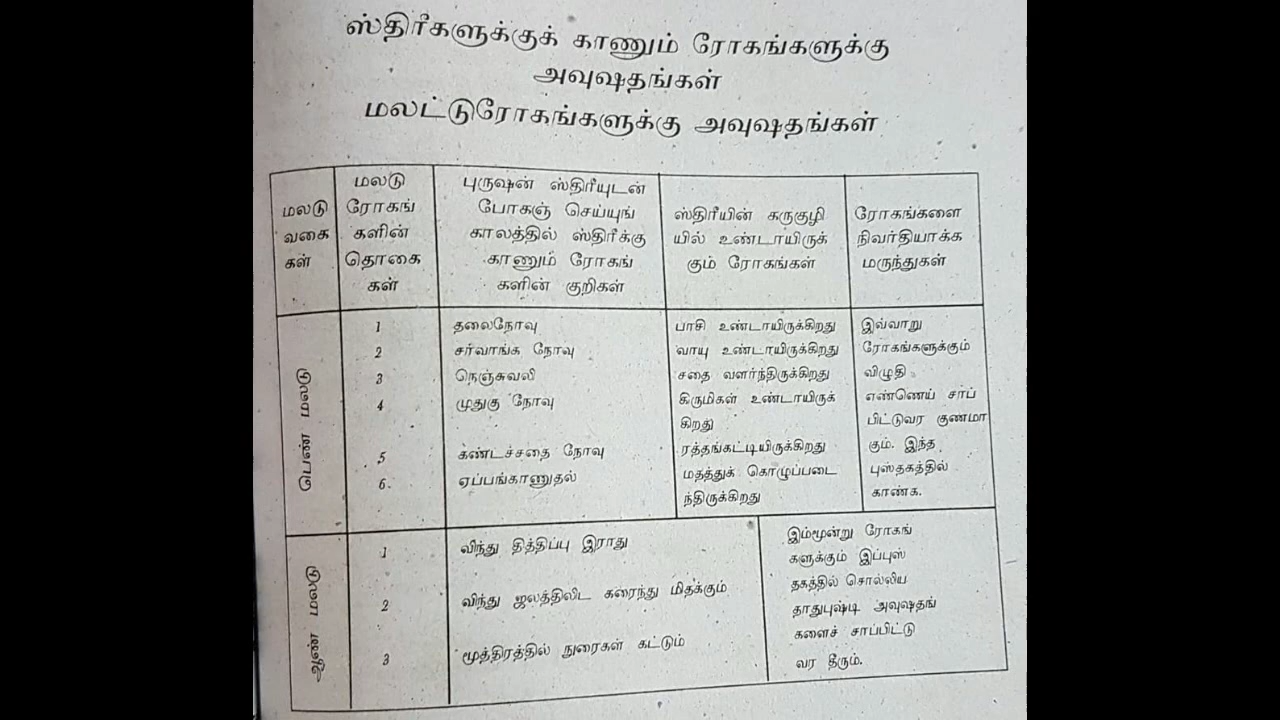 ஸ்திரீகளுக்குக் காணும் ரோகங்களுக்கு
அவுஷதங்கள்
மலட்டுரோகங்களுக்கு அவுஷதங்கள்
மலடு
வகை
கள்
மலடு
ரோகங்
களின்
தொகை
கள்
புருஷன் ஸ்திரீயுடன்
போகஞ் செய்யுங்
காலத்தில் ஸ்திரீக்கு
காணும் ரோகங்
களின் குறிகள்
ஸ்திரீயின் கருகுழி
யில் உண்டாயிருக்
கும் ரோகங்கள்
ரோகங்களை
நிவர்தியாக்க
மருந்துகள்
பெண் மலடு
1 தலைநோவு
2 சர்வாங்க நோவு
3 நெஞ்சுவலி
4 முதுகு நோவு
5 கண்டச்சதை நோவு
6. ஏப்பங்காணுதல்
பாசி உண்டாயிருக்கிறது
வாயு உண்டாயிருக்கிறது
சதை வளர்ந்திருக்கிறது
கிருமிகள் உண்டாயிருக்
கிறது
ரத்தங்கட்டியிருக்கிறது
மதத்துக் கொழுப்படை
ந்திருக்கிறது
இவ்வாறு
ரோகங்களுக்கும்
விழுதி
எண்ணெய் சாப்
பிட்டுவர குணமா
கும். இந்த
புஸ்தகத்தில்
காண்க.
ஆண் மலடு
1 விந்து தித்திப்பு இராது
2 விந்து ஜலத்திலிட கரைந்து மிதக்கும்
3 மூத்திரத்தில் நுரைகள் கட்டும்
இம்மூன்று ரோகங்
களுக்கும் இப்புஸ்
தகத்தில் சொல்லிய
தாதுபுஷ்டி அவுஷதங்
களைச் சாப்பிட்டு
வர தீரும்.